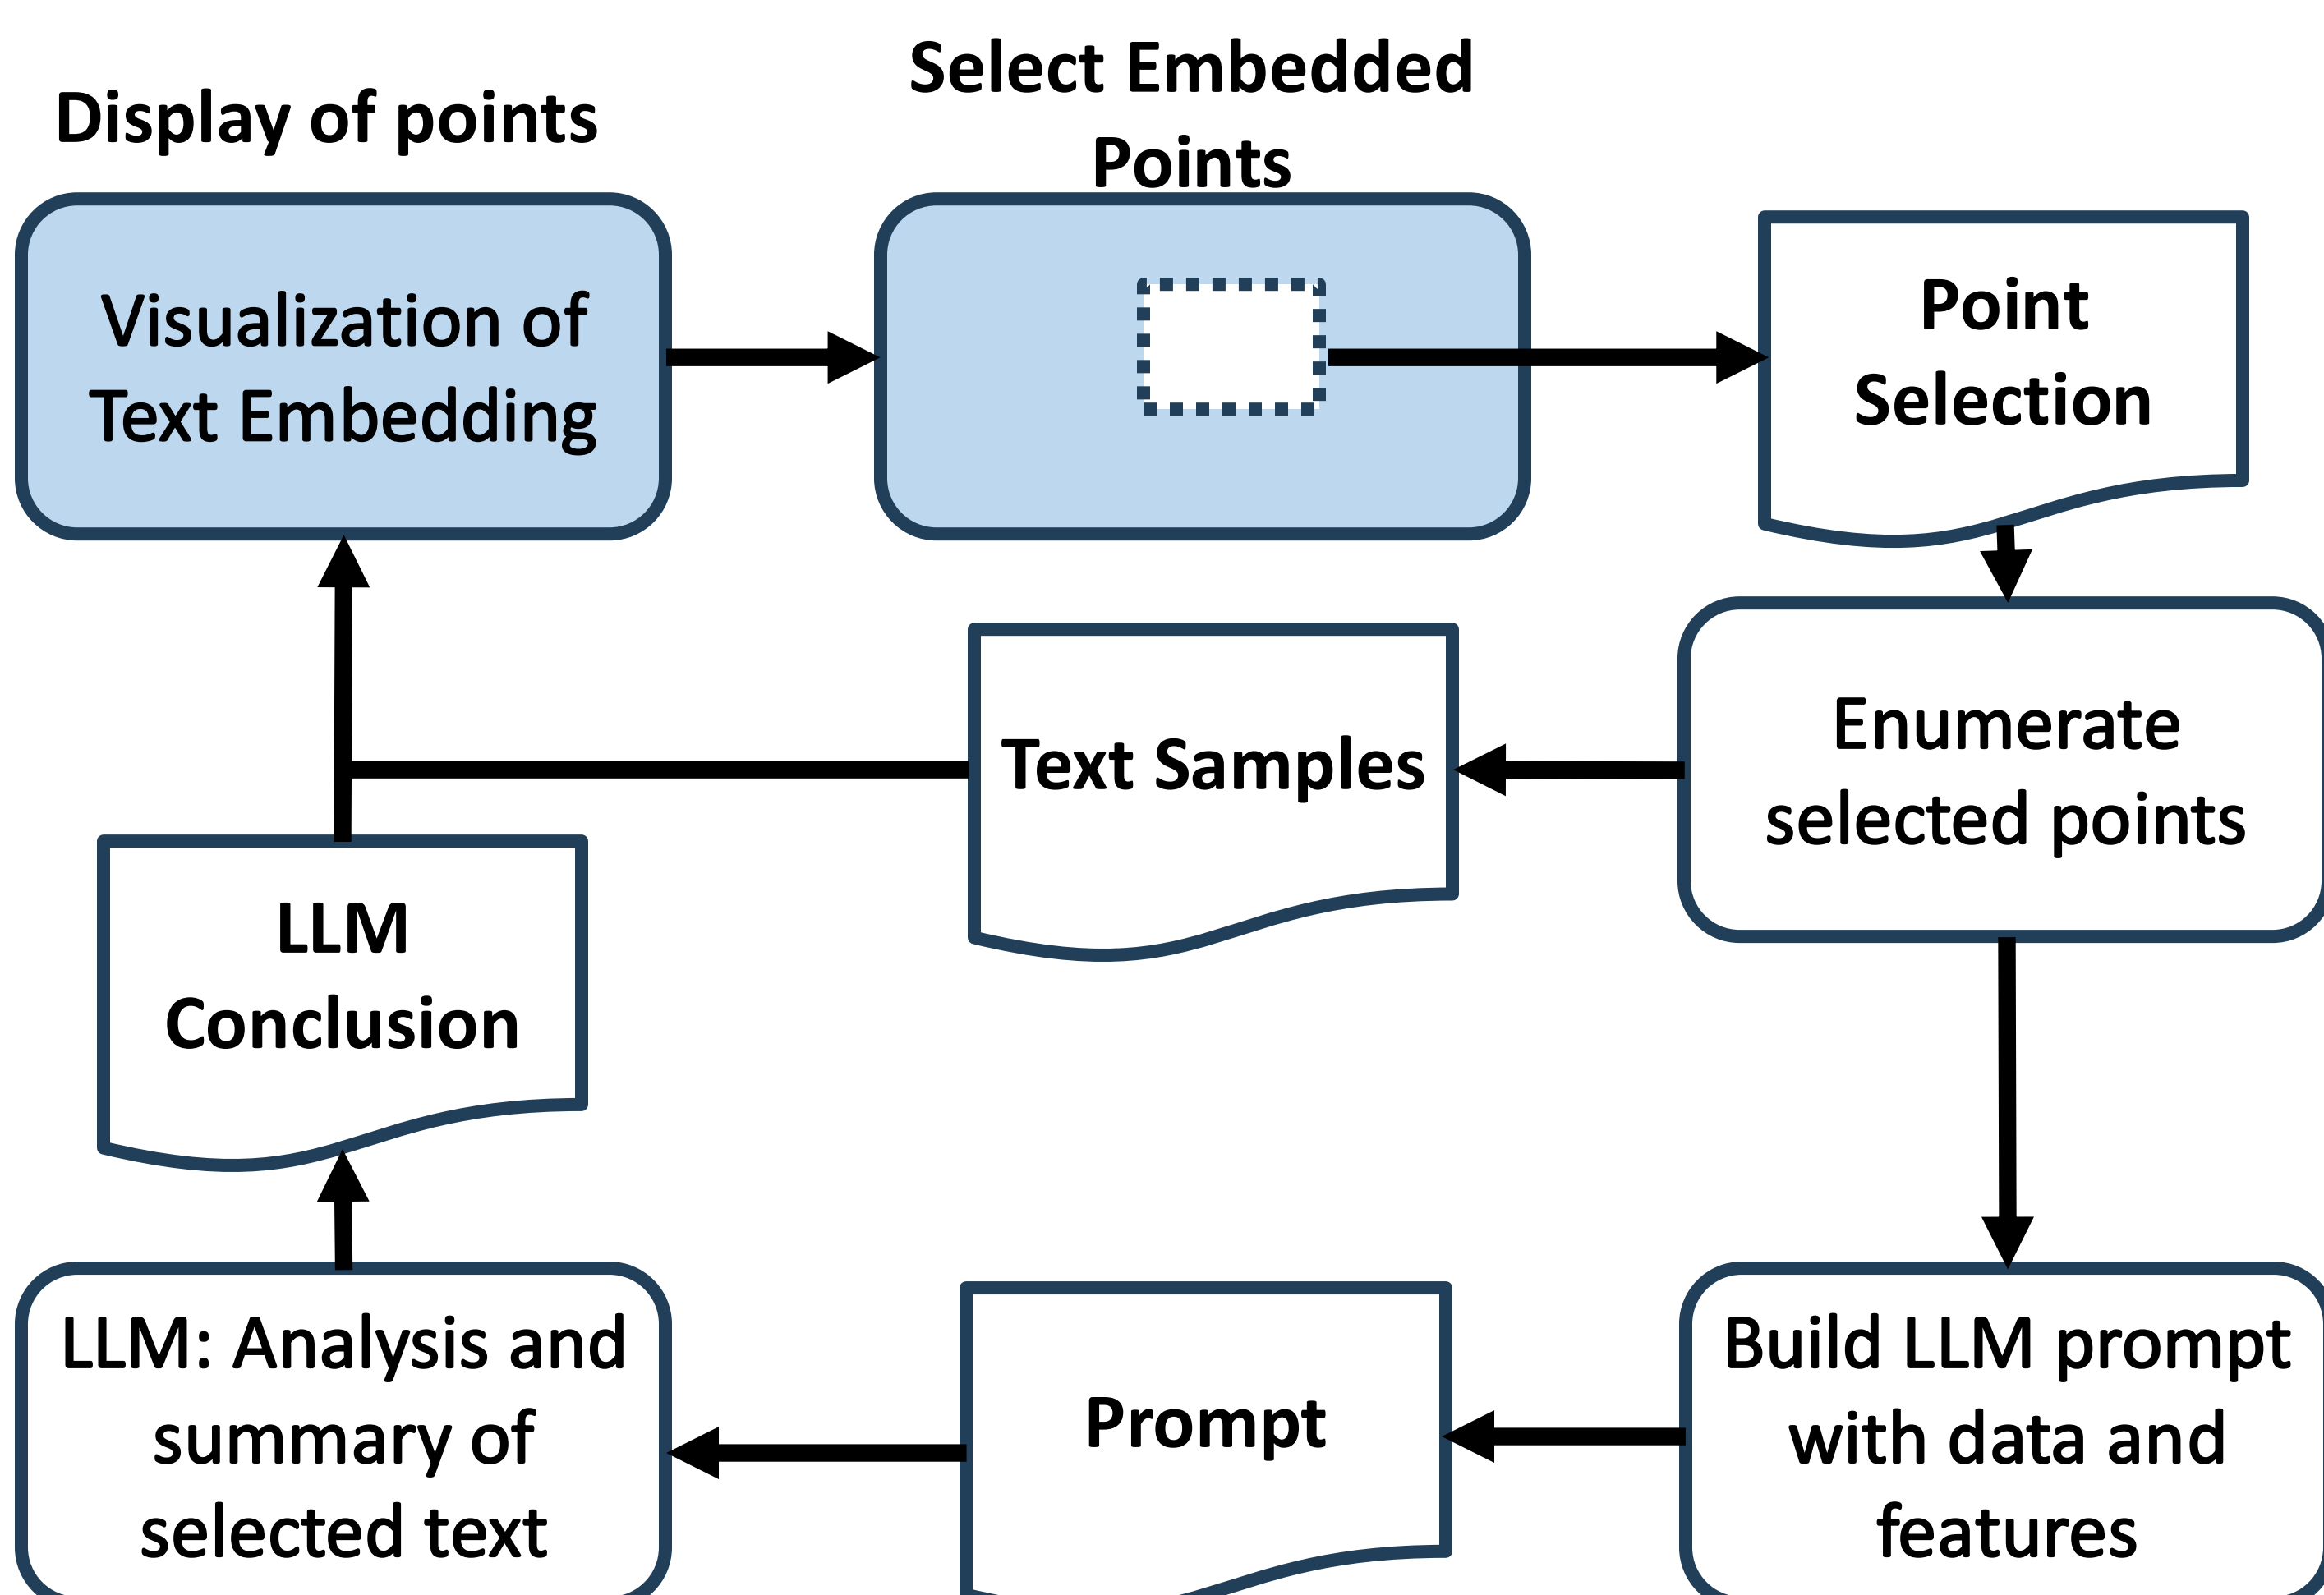 Display of points
Select Embedded
Points
Visualization of
Text Embedding
Point
Selection
Text Samples
Enumerate
selected points
LLM
Conclusion
LLM: Analysis and
summary of
selected text
Prompt
Build LLM prompt
with data and
features